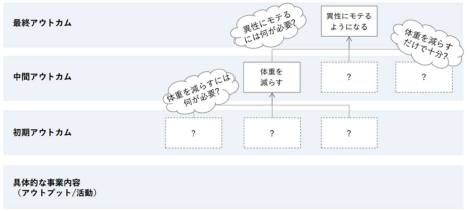 最終アウトカム
異性にモテる
には何が必要?
異性にモテる
ようになる
体重を減らす
だけで十分?
中間アウトカム
体重を減らすには
何が必要?
体重を
減らす
?
?
初期アウトカム
?
?
?
具体的な事業内容
(アウトプット/活動)